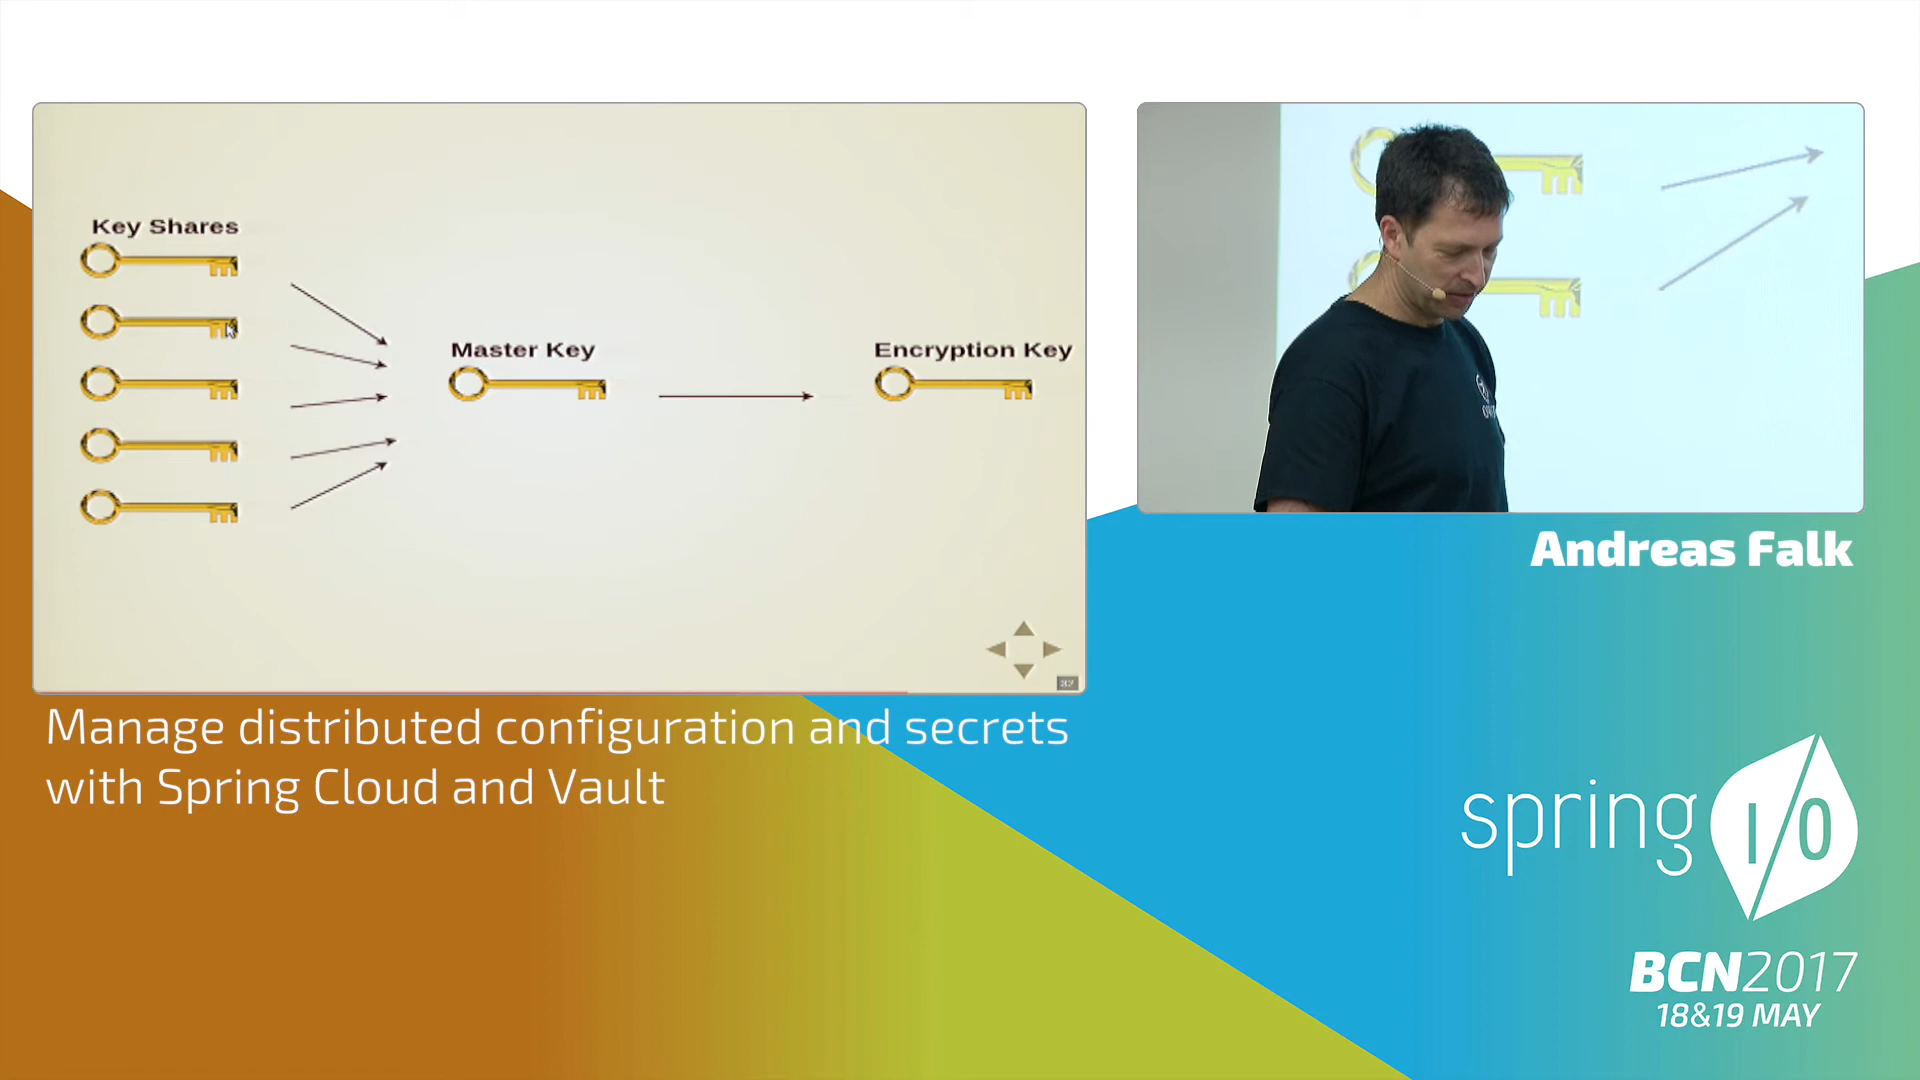 Key Shares
Master Key
Encryption Key
Andreas Falk
Manage distributed configuration and secrets
with Spring Cloud and Vault
spring I/O
BCN2017
18&19 MAY